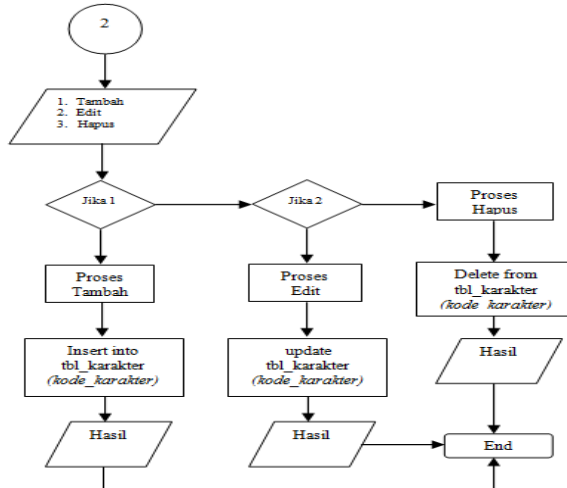 2
1. Tambah
2. Edit
3. Hapus
Jika 1
Jika 2
Proses
Hapus
Proses
Tambah
Proses
Edit
Delete from
tbl_karakter
(kode_karakter)
Insert into
tbl_karakter
(kode_karakter)
update
tbl_karakter
(kode_karakter)
Hasil
Hasil
Hasil
End